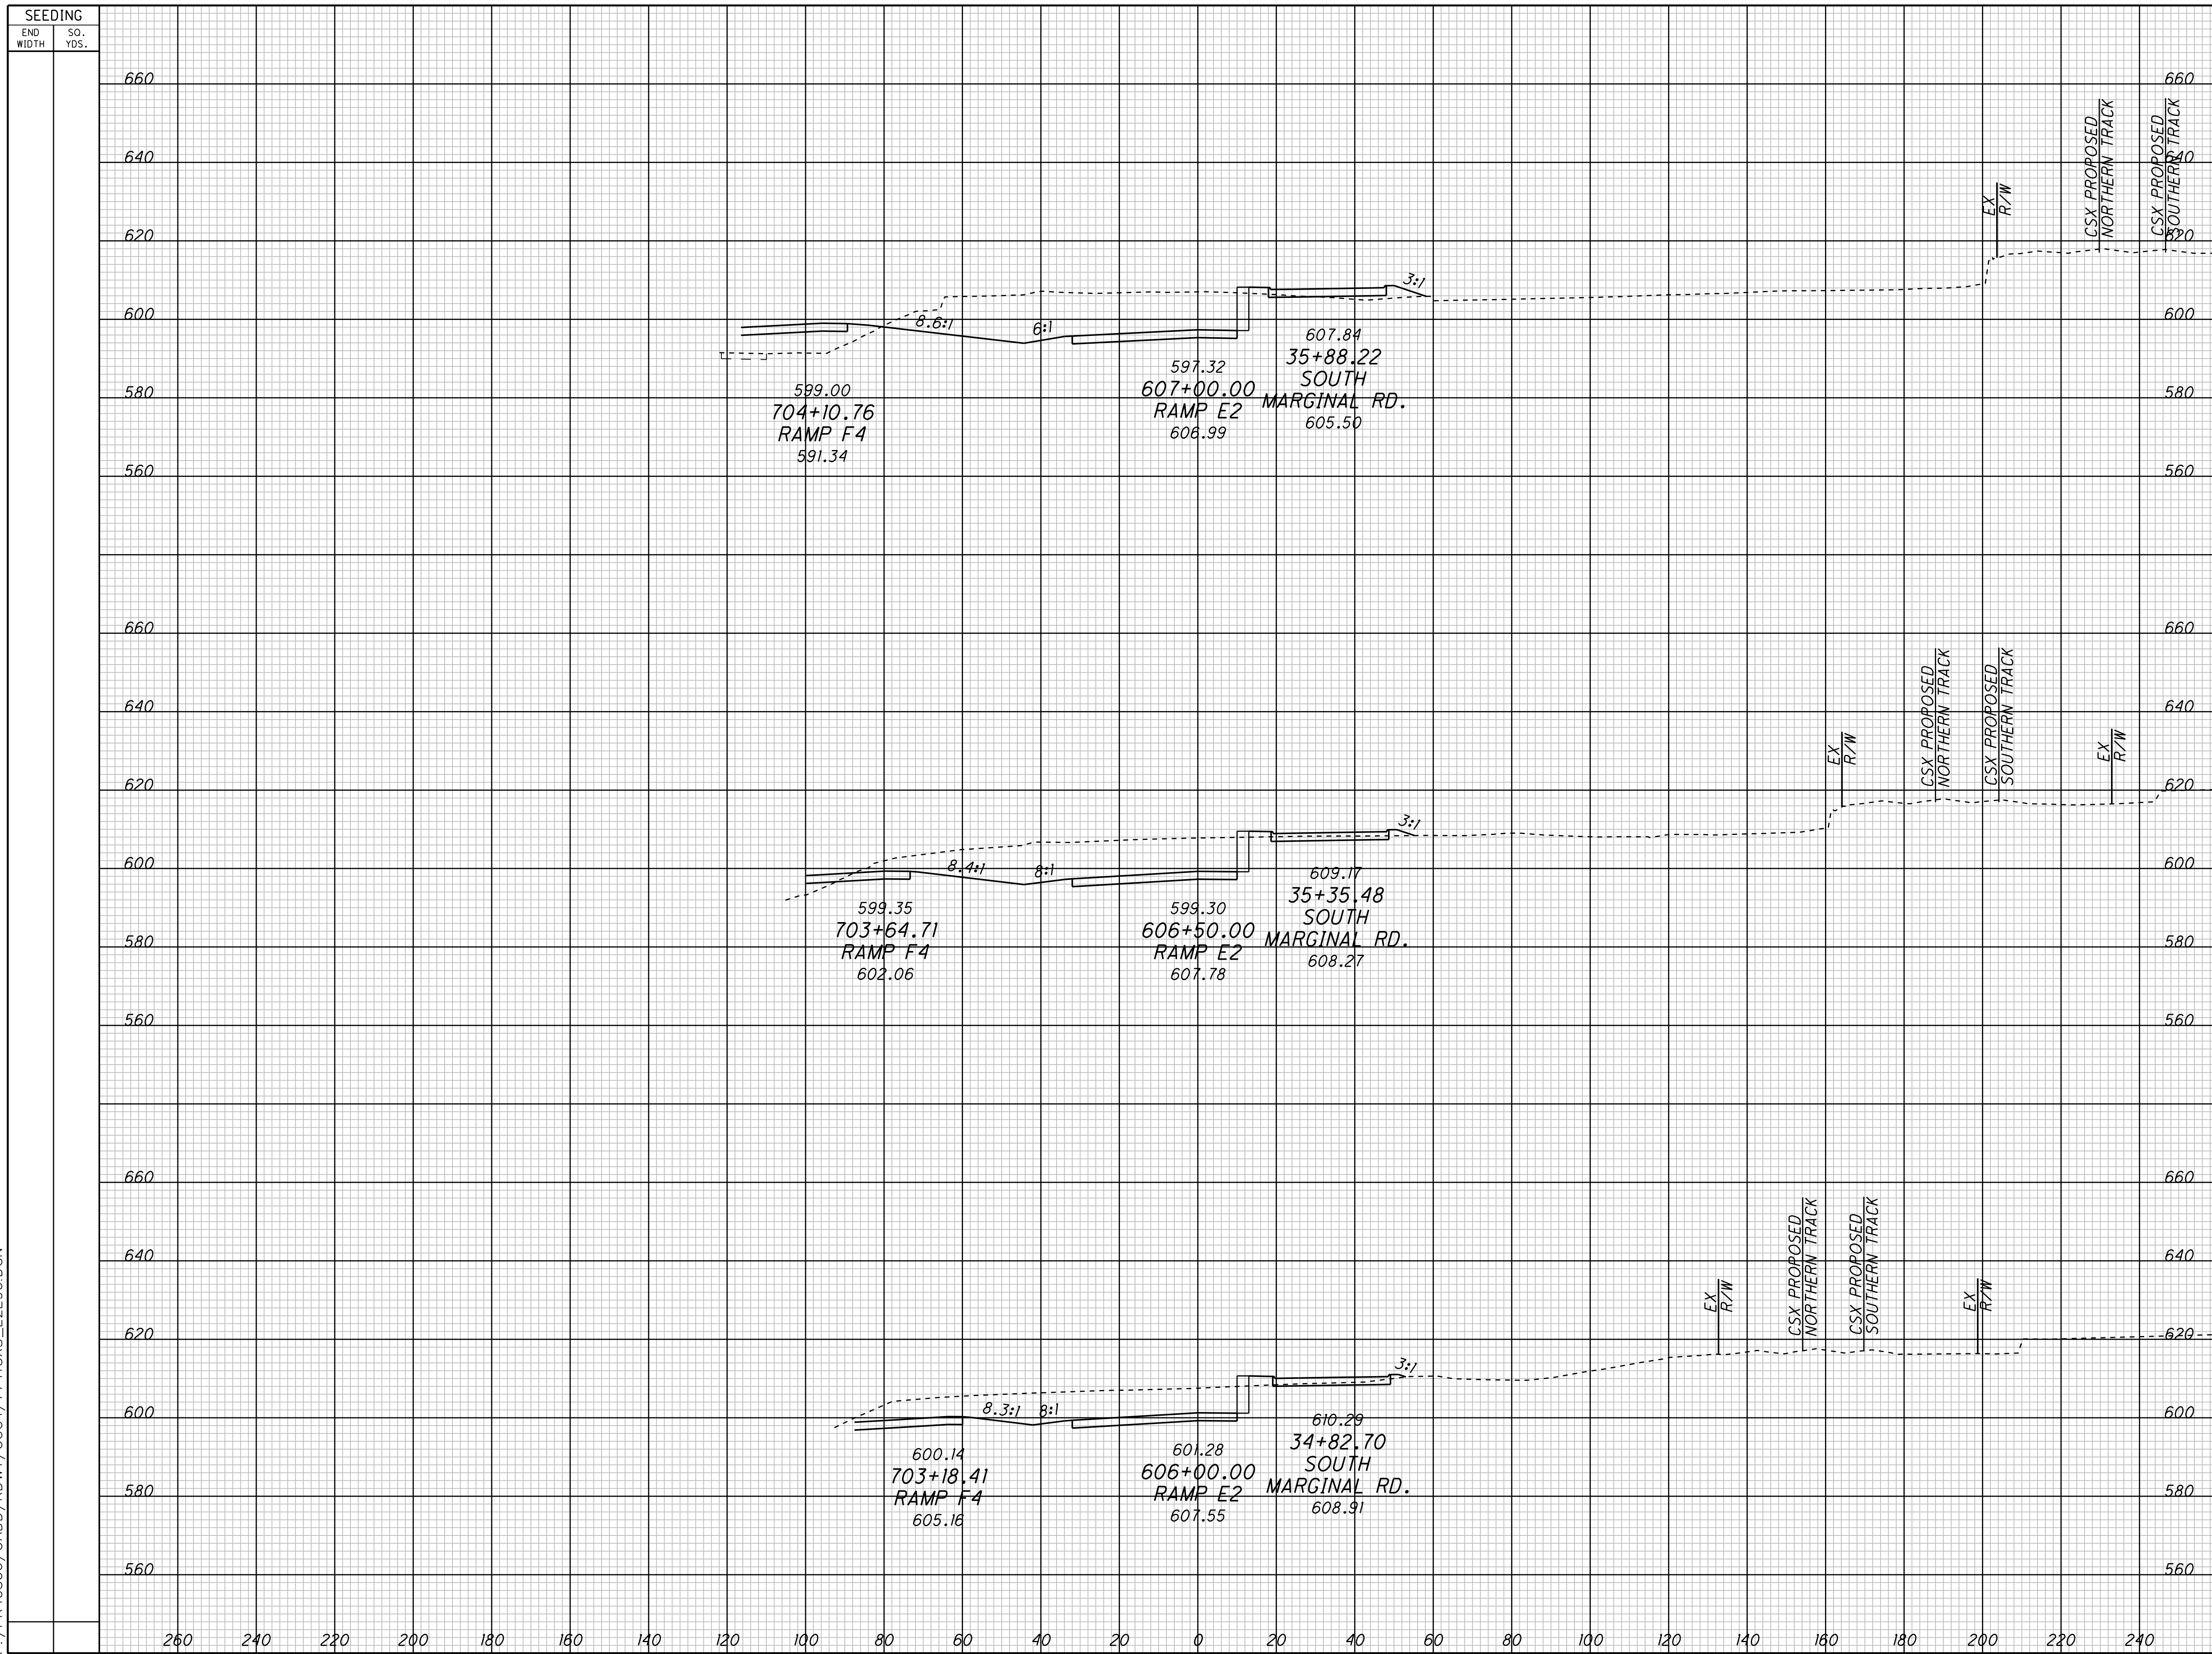 SEEDING
END WIDTH
SQ. YDS.
660 660
640 640
620 620
600 600
580 580
560 560
CSX PROPOSED
NORTHERN TRACK
CSX PROPOSED
SOUTHERN TRACK
EX
R/W
8.6:1
6:1
3:1
599.00
704+10.76
RAMP F4
591.34
597.32
607+00.00
RAMP E2
606.99
607.84
35+88.22
SOUTH
MARGINAL RD.
605.50
660 660
640 640
620 620
600 600
580 580
560 560
EX
R/W
CSX PROPOSED
NORTHERN TRACK
CSX PROPOSED
SOUTHERN TRACK
EX
R/W
8.4:1
8:1
3:1
599.35
703+64.71
RAMP F4
602.06
599.30
606+50.00
RAMP E2
607.78
609.17
35+35.48
SOUTH
MARGINAL RD.
608.27
660 660
640 640
620 620
600 600
580 580
560 560
EX
R/W
CSX PROPOSED
NORTHERN TRACK
CSX PROPOSED
SOUTHERN TRACK
EX
R/W
8.3:1
8:1
3:1
600.14
703+18.41
RAMP F4
605.16
601.28
606+00.00
RAMP E2
607.55
610.29
34+82.70
SOUTH
MARGINAL RD.
608.91
260 240 220 200 180 160 140 120 100 80 60 40 20 0 20 40 60 80 100 120 140 160 180 200 220 240